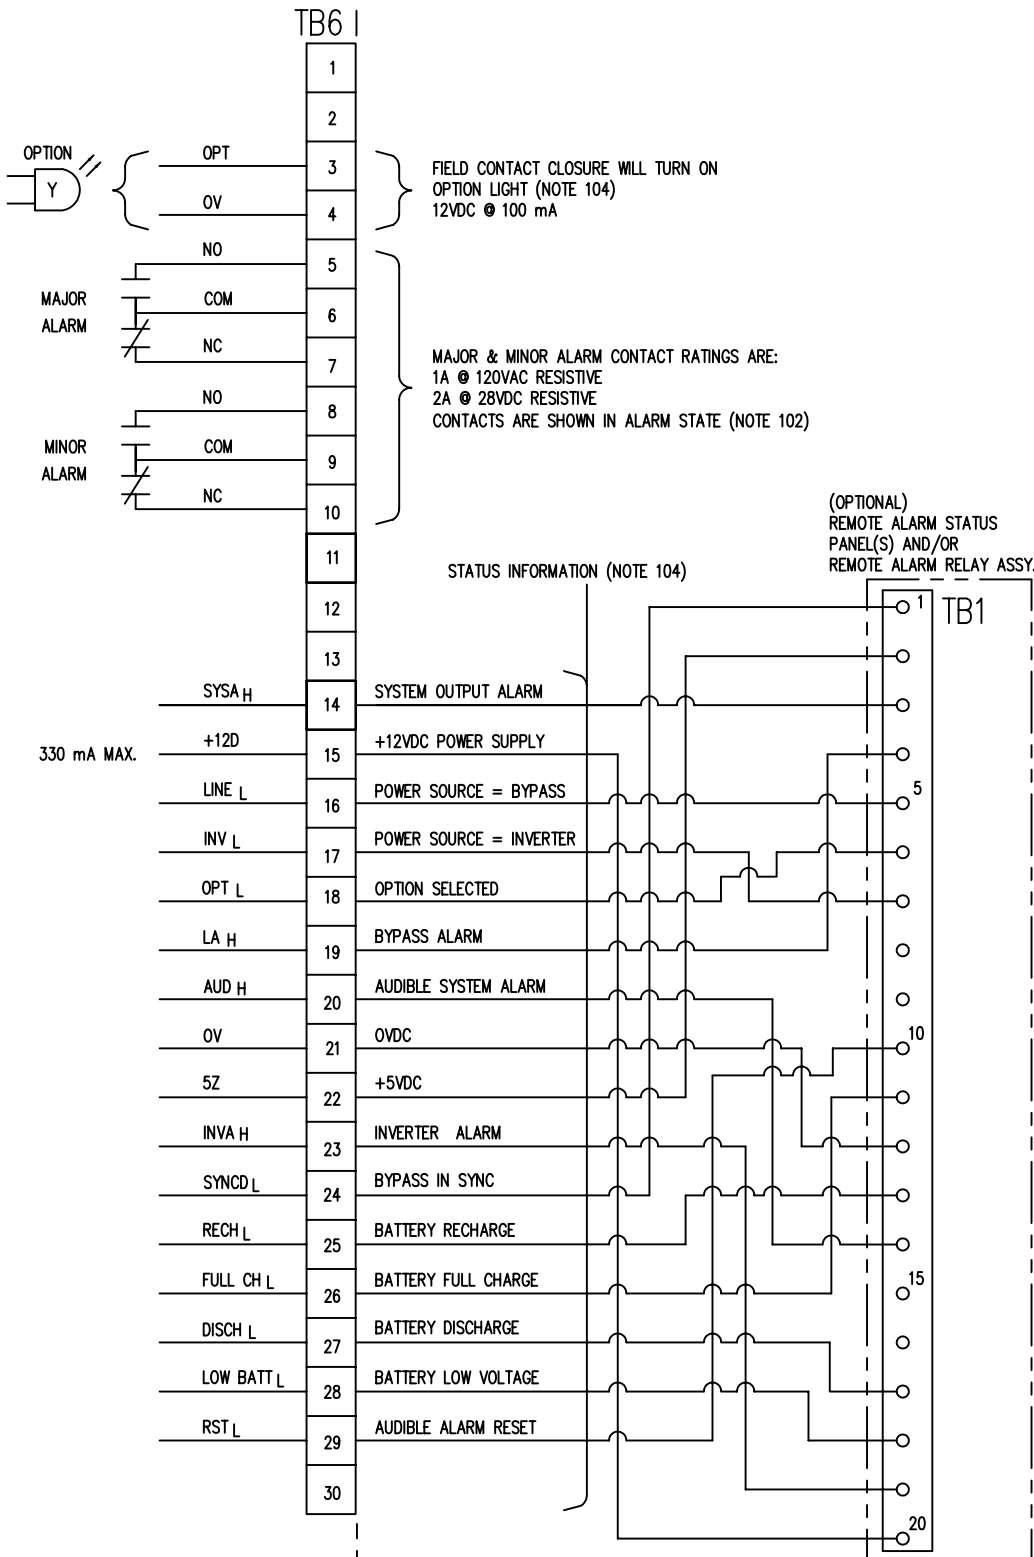 TB6
1
2
OPTION
Y
OPT
3
OV
4
FIELD CONTACT CLOSURE WILL TURN ON
OPTION LIGHT (NOTE 104)
12VDC @ 100 mA
NO
5
MAJOR
ALARM
COM
6
NC
7
MAJOR & MINOR ALARM CONTACT RATINGS ARE:
1A @ 120VAC RESISTIVE
2A @ 28VDC RESISTIVE
CONTACTS ARE SHOWN IN ALARM STATE (NOTE 102)
NO
8
MINOR
ALARM
COM
9
NC
10
(OPTIONAL)
REMOTE ALARM STATUS
PANEL(S) AND/OR
REMOTE ALARM RELAY ASSY.
11
STATUS INFORMATION (NOTE 104)
12
1
TB1
13
SYSA H
14
SYSTEM OUTPUT ALARM
330 mA MAX.
+12D
15
+12VDC POWER SUPPLY
LINE L
16
POWER SOURCE = BYPASS
5
INV L
17
POWER SOURCE = INVERTER
OPT L
18
OPTION SELECTED
LA H
19
BYPASS ALARM
AUD H
20
AUDIBLE SYSTEM ALARM
OV
21
OVDC
10
5Z
22
+5VDC
INVA H
23
INVERTER ALARM
SYNCD L
24
BYPASS IN SYNC
RECH L
25
BATTERY RECHARGE
FULL CH L
26
BATTERY FULL CHARGE
15
DISCH L
27
BATTERY DISCHARGE
LOW BATT L
28
BATTERY LOW VOLTAGE
RST L
29
AUDIBLE ALARM RESET
30
20